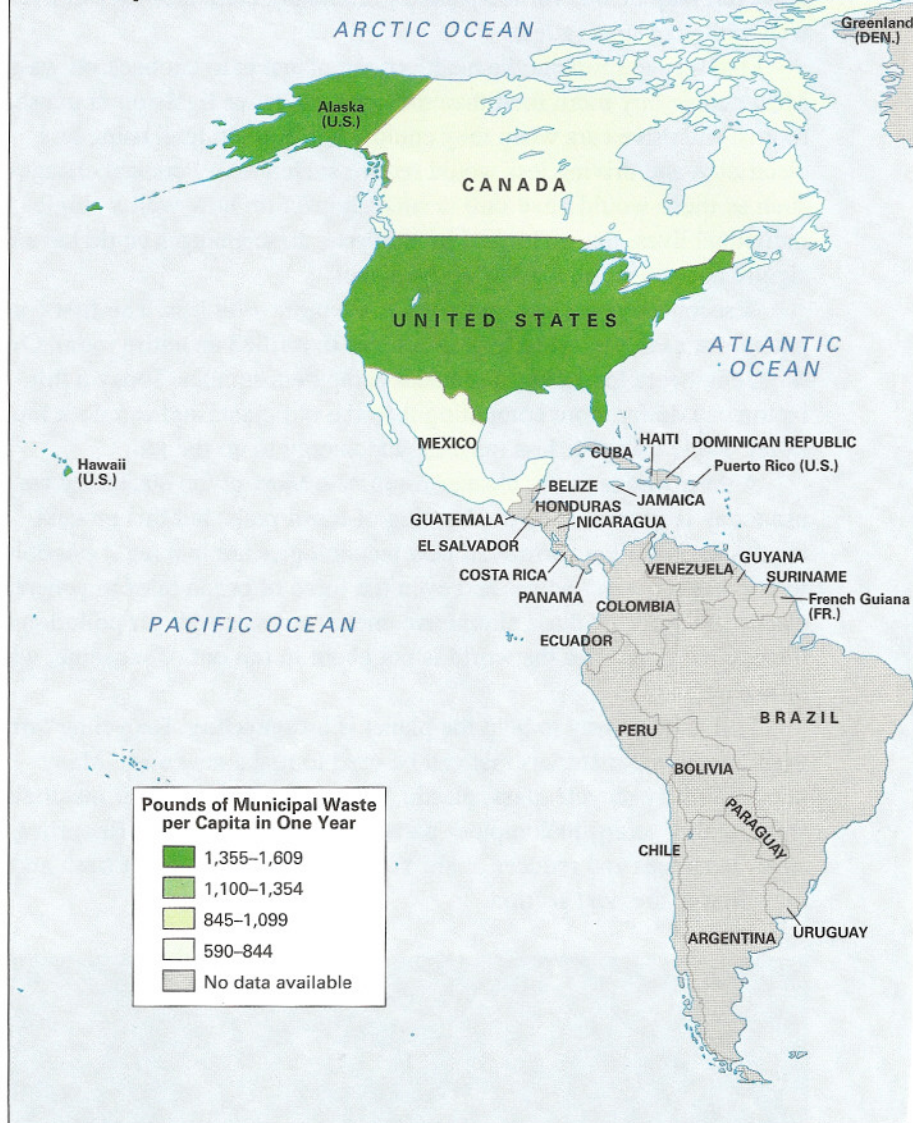 ARCTIC OCEAN
Greenland
(DEN.)
Alaska
(U.S.)
CANADA
UNITED STATES
ATLANTIC
OCEAN
MEXICO
Hawaii
(U.S.)
CUBA
HAITI
DOMINICAN REPUBLIC
Puerto Rico (U.S.)
JAMAICA
BELIZE
HONDURAS
GUATEMALA
NICARAGUA
EL SALVADOR
COSTA RICA
PANAMA
VENEZUELA
GUYANA
SURINAME
French Guiana
(FR.)
COLOMBIA
PACIFIC OCEAN
ECUADOR
BRAZIL
PERU
BOLIVIA
PARAGUAY
CHILE
URUGUAY
ARGENTINA
Pounds of Municipal Waste
per Capita in One Year
1,355–1,609
1,100–1,354
845–1,099
590–844
No data available